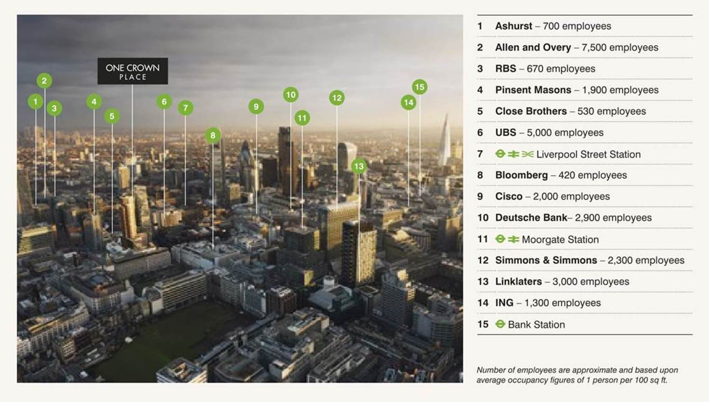 ONE CROWN
PLACE
1
2
3
4
5
6
7
8
9
10
11
12
13
14
15
1 Ashurst – 700 employees
2 Allen and Overy – 7,500 employees
3 RBS – 670 employees
4 Pinsent Masons – 1,900 employees
5 Close Brothers – 530 employees
6 UBS – 5,000 employees
7 Liverpool Street Station
8 Bloomberg – 420 employees
9 Cisco – 2,000 employees
10 Deutsche Bank– 2,900 employees
11 Moorgate Station
12 Simmons & Simmons – 2,300 employees
13 Linklaters – 3,000 employees
14 ING – 1,300 employees
15 Bank Station
Number of employees are approximate and based upon
average occupancy figures of 1 person per 100 sq ft.